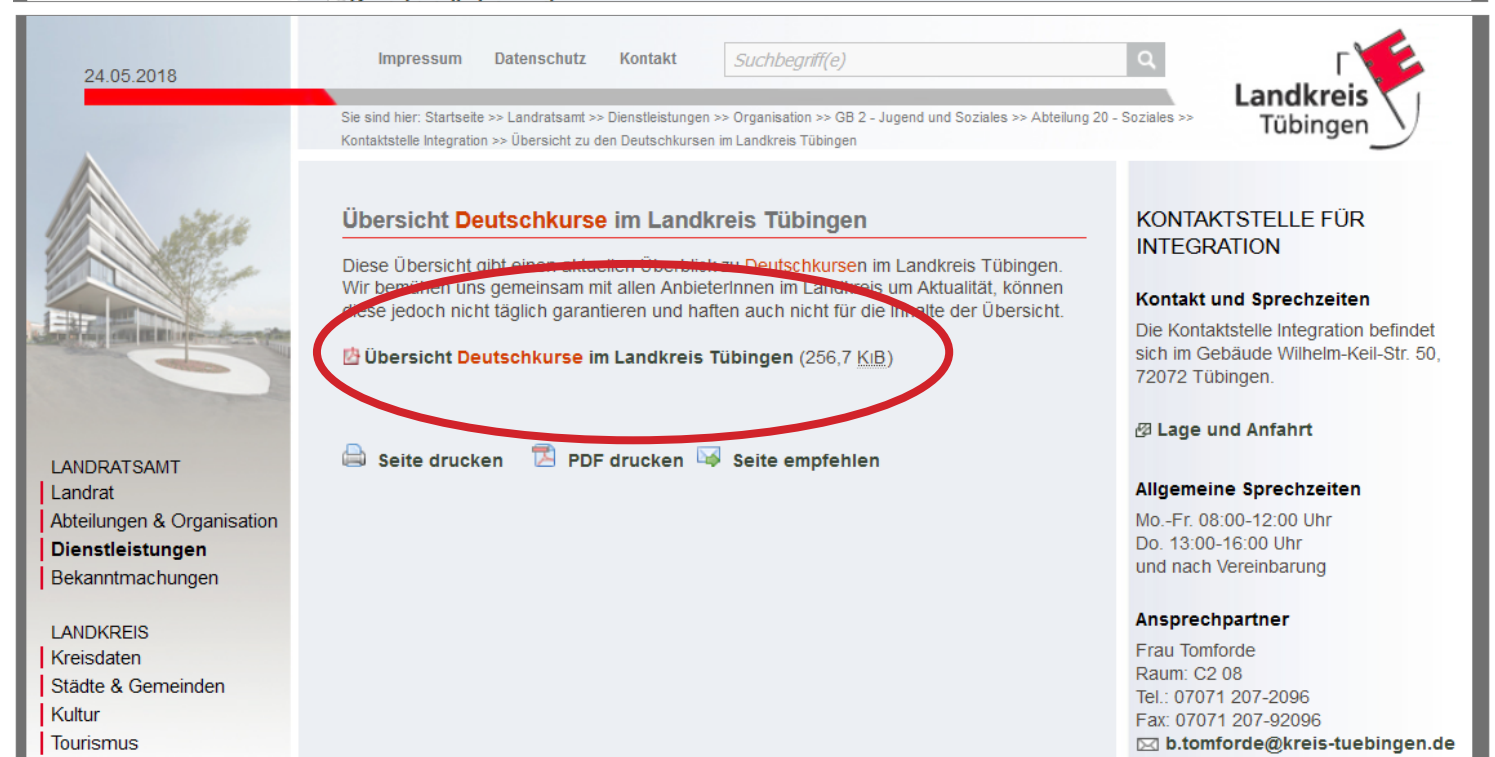 24.05.2018
Impressum Datenschutz Kontakt Suchbegriff(e)
Landkreis
Tübingen
Sie sind hier: Startseite >> Landratsamt >> Dienstleistungen >> Organisation >> GB 2 - Jugend und Soziales >> Abteilung 20 - Soziales >>
Kontaktstelle Integration >> Übersicht zu den Deutschkursen im Landkreis Tübingen
Übersicht Deutschkurse im Landkreis Tübingen
Diese Übersicht gibt einen aktuellen Überblick zu Deutschkursen im Landkreis Tübingen.
Wir bemühen uns gemeinsam mit allen AnbieterInnen im Landkreis um Aktualität, können
diese jedoch nicht täglich garantieren und haften auch nicht für die Inhalte der Übersicht.
Übersicht Deutschkurse im Landkreis Tübingen (256,7 KiB)
Seite drucken PDF drucken Seite empfehlen
LANDRATSAMT
Landrat
Abteilungen & Organisation
Dienstleistungen
Bekanntmachungen
LANDKREIS
Kreisdaten
Städte & Gemeinden
Kultur
Tourismus
KONTAKTSTELLE FÜR
INTEGRATION
Kontakt und Sprechzeiten
Die Kontaktstelle Integration befindet
sich im Gebäude Wilhelm-Keil-Str. 50,
72072 Tübingen.
Lage und Anfahrt
Allgemeine Sprechzeiten
Mo.-Fr. 08:00-12:00 Uhr
Do. 13:00-16:00 Uhr
und nach Vereinbarung
Ansprechpartner
Frau Tomforde
Raum: C2 08
Tel.: 07071 207-2096
Fax: 07071 207-92096
b.tomforde@kreis-tuebingen.de